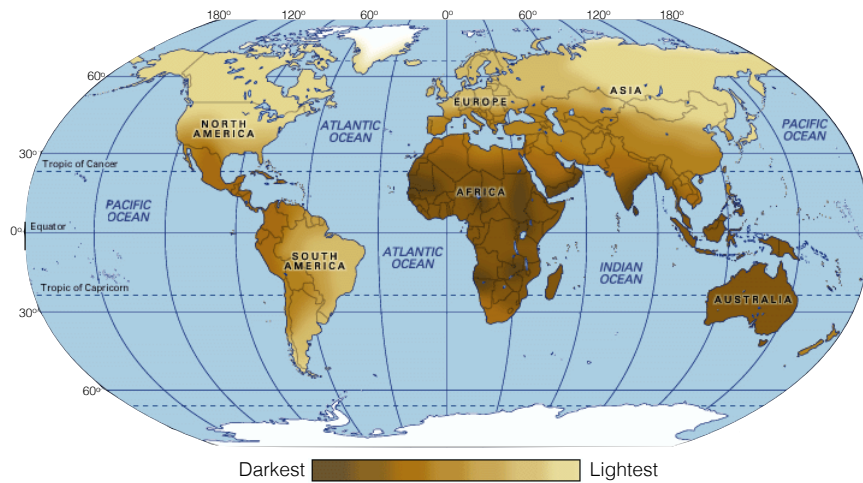 180° 120° 60° 0° 60° 120° 180°
60°
ASIA
EUROPE
NORTH
AMERICA
ATLANTIC
OCEAN
PACIFIC
OCEAN
30°
Tropic of Cancer
AFRICA
PACIFIC
OCEAN
0°
Equator
SOUTH
AMERICA
ATLANTIC
OCEAN
INDIAN
OCEAN
Tropic of Capricorn
AUSTRALIA
30°
60°
Darkest Lightest